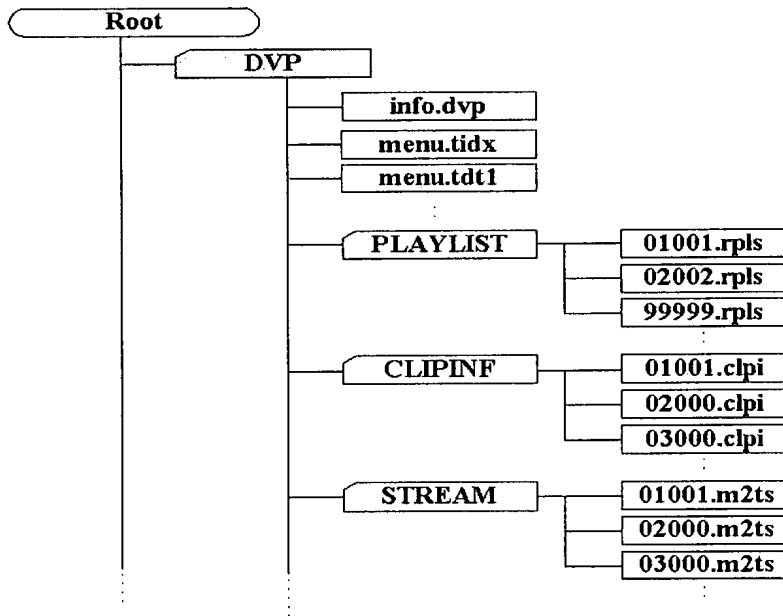 Root
DVP
info.dvp
menu.tidx
menu.tdt1
PLAYLIST
01001.rpls
02002.rpls
99999.rpls
CLIPINF
01001.clpi
02000.clpi
03000.clpi
STREAM
01001.m2ts
02000.m2ts
03000.m2ts